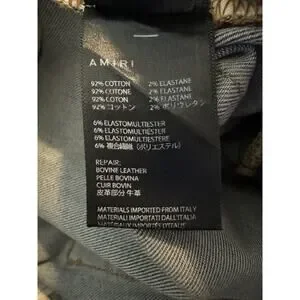 AMIRI
92% COTTON 2% ELASTANE
92% COTONE 2% ELASTANE
92% COTTON 2% ELASTANE
92% コットン 2% ポリウレタン
6% ELASTOMULTIESTER
6% ELASTOMULTIESTERE
6% ELASTOMULTIESTERE
6% 複合繊維 (ポリエステル)
REPAIR:
BOVINE LEATHER
PELLE BOVINA
CUIR BOVIN
皮革部分 牛革
MATERIALS IMPORTED FROM ITALY
MATERIALI IMPORTATI DALL'ITALIA